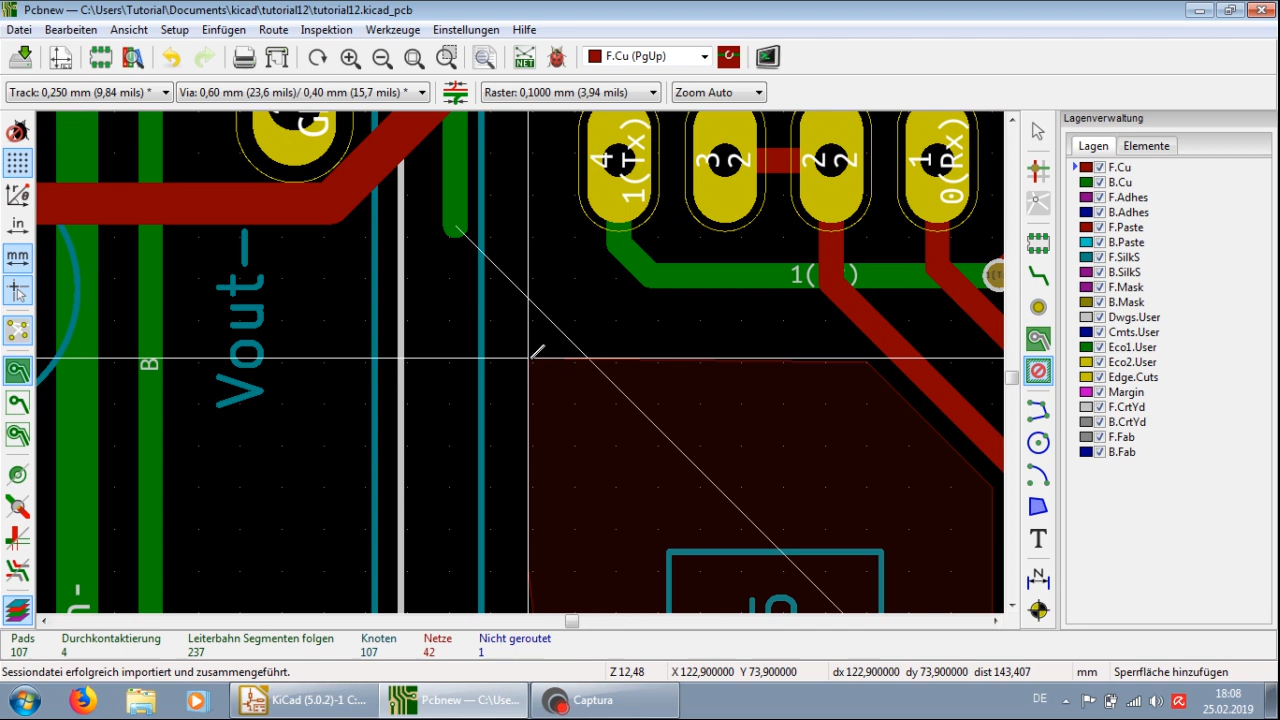 Pcbnew — C:\Users\Tutorial\Documents\kicad\tutorial12\tutorial12.kicad_pcb
Datei Bearbeiten Ansicht Setup Einfügen Route Inspektion Werkzeuge Einstellungen Hilfe
NET F.Cu (PgUp)
Track: 0,250 mm (9,84 mils) * Via: 0,60 mm (23,6 mils)/ 0,40 mm (15,7 mils) * Raster: 0,1000 mm (3,94 mils) Zoom Auto
Lagenverwaltung
Lagen Elemente
F.Cu
B.Cu
F.Adhes
B.Adhes
F.Paste
B.Paste
F.SilkS
B.SilkS
F.Mask
B.Mask
Dwgs.User
Cmts.User
Eco1.User
Eco2.User
Edge.Cuts
Margin
F.CrtYd
B.CrtYd
F.Fab
B.Fab
in
mm
4
1(Tx)
3
2
2
2
1
0(Rx)
1( )
Vout-
B
n-
T
N
Pads Durchkontaktierung Leiterbahn Segmenten folgen Knoten Netze Nicht geroutet
107 4 237 107 42 1
Sessiondatei erfolgreich importiert und zusammengeführt. Z 12,48 X 122,900000 Y 73,900000 dx 122,900000 dy 73,900000 dist 143,407 mm Sperrfläche hinzufügen
KiCad (5.0.2)-1 C:... Pcbnew — C:\Use... Captura DE 18:08
25.02.2019